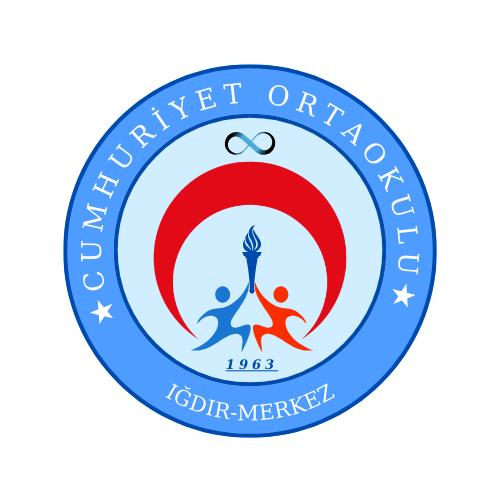 CUMHURİYET ORTAOKULU
1963
IĞDIR-MERKEZ